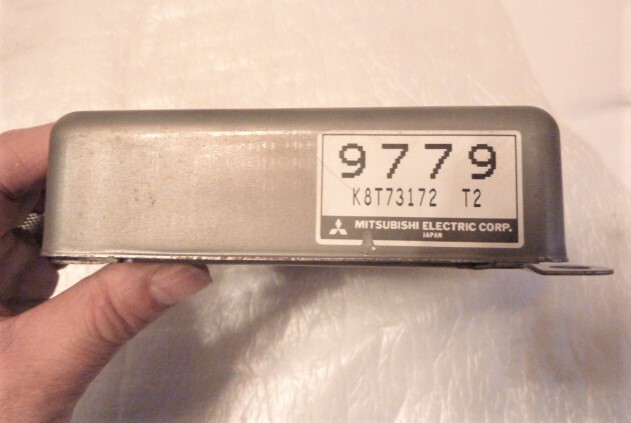 9779
K8T73172 T2
MITSUBISHI ELECTRIC CORP.
JAPAN